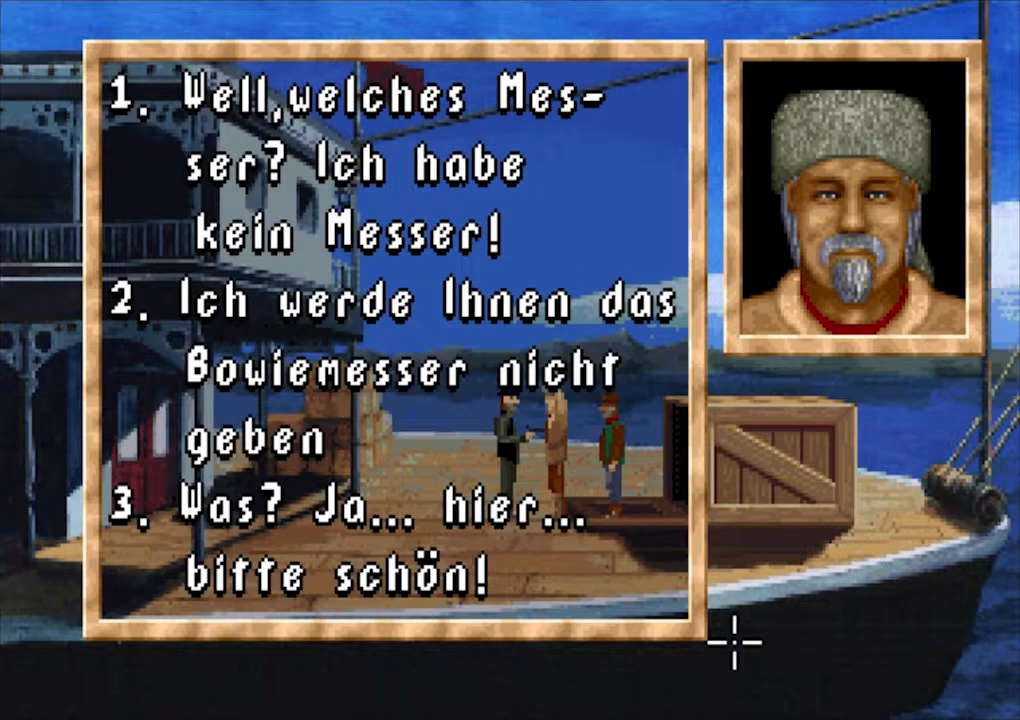 1. Well,welches Mes-
ser? Ich habe
kein Messer!
2. Ich werde Ihnen das
Bowiemesser nicht
geben
3. Was? Ja... hier...
bitte schön!